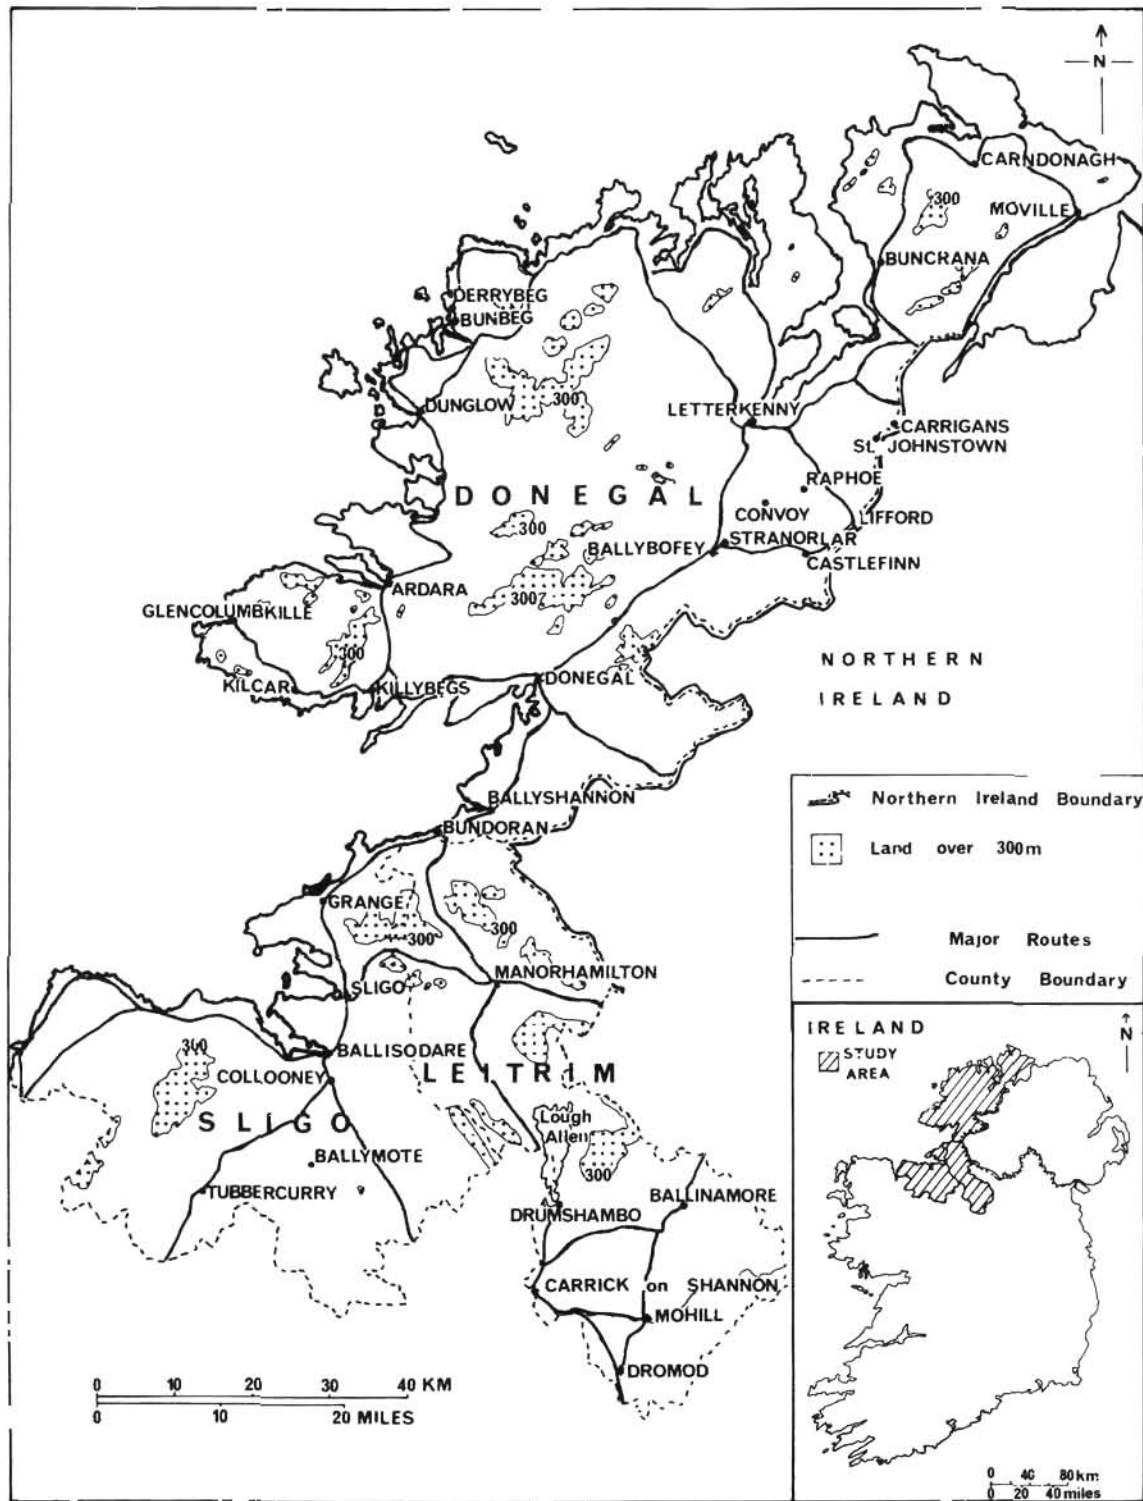 N
CARNDONAGH
300
MOVILLE
BUNCRANA
DERRYBEG
BUNBEG
300
DUNGLOW
LETTERKENNY
CARRIGANS
ST JOHNSTOWN
RAPHOE
DONEGAL
CONVOY
LIFFORD
300
STRANORLAR
BALLYBOFEY
CASTLEFINN
ARDARA
300
GLENCOLUMBKILLE
300
NORTHERN
IRELAND
KILCAR
KILLYBEGS
DONEGAL
BALLYSHANNON
BUNDORAN
GRANGE
300
300
MANORHAMILTON
SLIGO
300
BALLISODARE
COLLOONEY
LEITRIM
SLIGO
Lough
Allen
300
BALLYMOTE
TUBBERCURRY
BALLINAMORE
DRUMSHAMBO
CARRICK on SHANNON
MOHILL
DROMOD
0 10 20 30 40 KM
0 10 20 MILES
Northern Ireland Boundary
Land over 300m
Major Routes
County Boundary
IRELAND
N
STUDY
AREA
0 40 80km
0 20 40miles